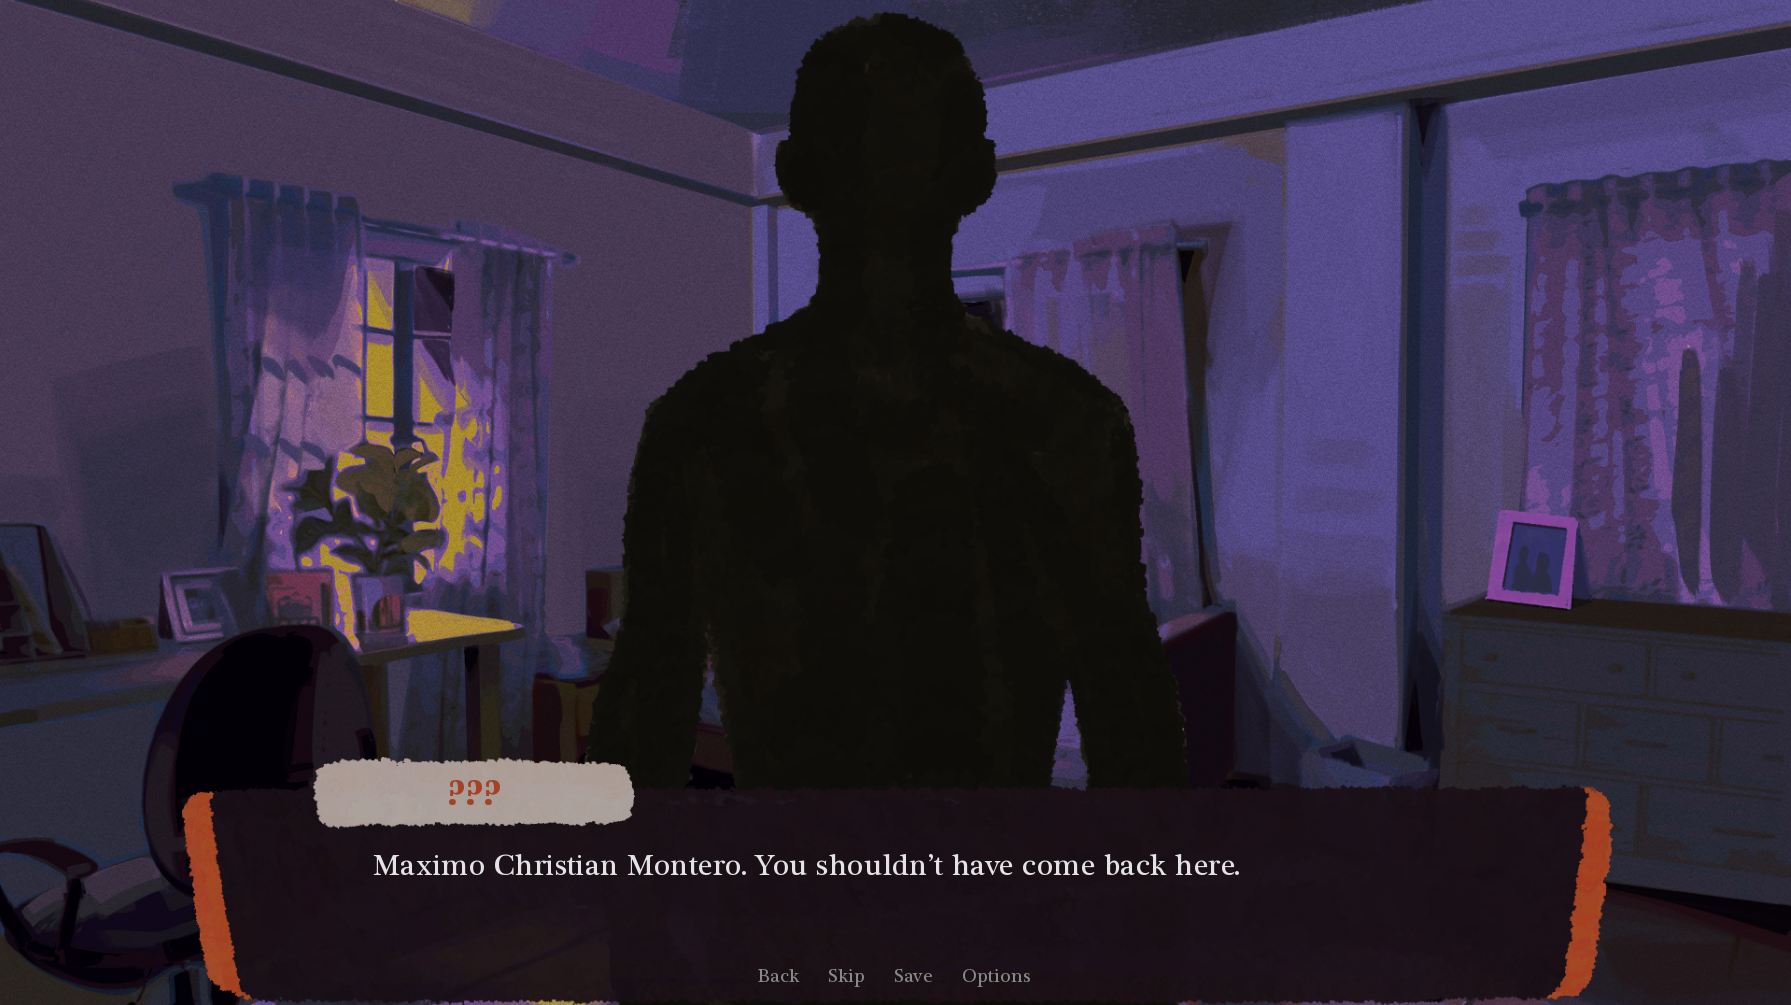 ???
Maximo Christian Montero. You shouldn’t have come back here.
Back Skip Save Options